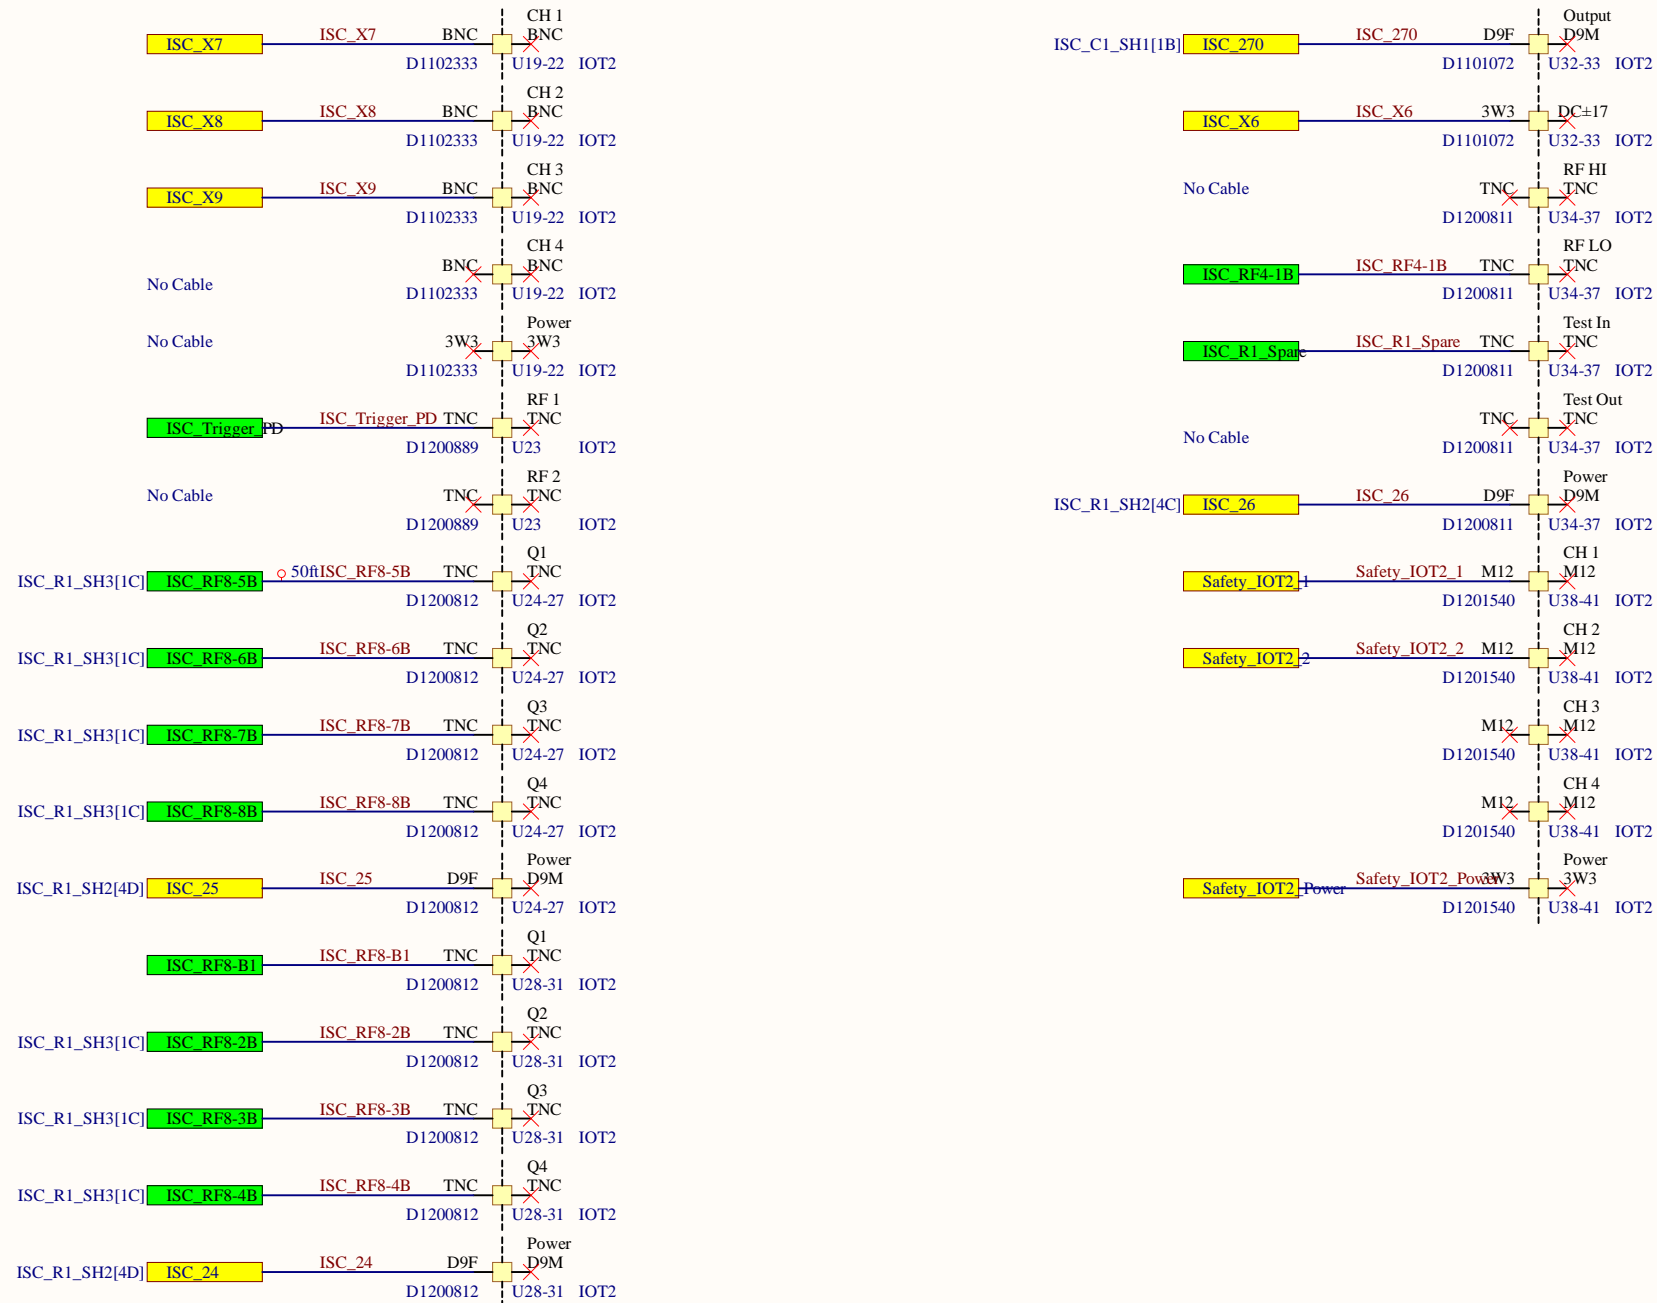 CH 1
ISC_X7 ISC_X7 BNC BNC
D1102333 U19-22 IOT2
CH 2
ISC_X8 ISC_X8 BNC BNC
D1102333 U19-22 IOT2
CH 3
ISC_X9 ISC_X9 BNC BNC
D1102333 U19-22 IOT2
CH 4
BNC BNC
No Cable D1102333 U19-22 IOT2
Power
No Cable 3W3 3W3
D1102333 U19-22 IOT2
RF 1
ISC_Trigger_PD ISC_Trigger_PD TNC TNC
D1200889 U23 IOT2
RF 2
No Cable TNC TNC
D1200889 U23 IOT2
Q1
ISC_R1_SH3[1C] ISC_RF8-5B 50ft ISC_RF8-5B TNC TNC
D1200812 U24-27 IOT2
Q2
ISC_R1_SH3[1C] ISC_RF8-6B ISC_RF8-6B TNC TNC
D1200812 U24-27 IOT2
Q3
ISC_R1_SH3[1C] ISC_RF8-7B ISC_RF8-7B TNC TNC
D1200812 U24-27 IOT2
Q4
ISC_R1_SH3[1C] ISC_RF8-8B ISC_RF8-8B TNC TNC
D1200812 U24-27 IOT2
Power
ISC_R1_SH2[4D] ISC_25 ISC_25 D9F D9M
D1200812 U24-27 IOT2
Q1
ISC_RF8-B1 ISC_RF8-B1 TNC TNC
D1200812 U28-31 IOT2
Q2
ISC_R1_SH3[1C] ISC_RF8-2B ISC_RF8-2B TNC TNC
D1200812 U28-31 IOT2
Q3
ISC_R1_SH3[1C] ISC_RF8-3B ISC_RF8-3B TNC TNC
D1200812 U28-31 IOT2
Q4
ISC_R1_SH3[1C] ISC_RF8-4B ISC_RF8-4B TNC TNC
D1200812 U28-31 IOT2
Power
ISC_R1_SH2[4D] ISC_24 ISC_24 D9F D9M
D1200812 U28-31 IOT2
Output
ISC_C1_SH1[1B] ISC_270 ISC_270 D9F D9M
D1101072 U32-33 IOT2
ISC_X6 ISC_X6 3W3 DC±17
D1101072 U32-33 IOT2
RF HI
No Cable TNC TNC
D1200811 U34-37 IOT2
RF LO
ISC_RF4-1B ISC_RF4-1B TNC TNC
D1200811 U34-37 IOT2
Test In
ISC_R1_Spare ISC_R1_Spare TNC TNC
D1200811 U34-37 IOT2
Test Out
TNC TNC
No Cable D1200811 U34-37 IOT2
Power
ISC_R1_SH2[4C] ISC_26 ISC_26 D9F D9M
D1200811 U34-37 IOT2
CH 1
Safety_IOT2_1 Safety_IOT2_1 M12 M12
D1201540 U38-41 IOT2
CH 2
Safety_IOT2_2 Safety_IOT2_2 M12 M12
D1201540 U38-41 IOT2
CH 3
M12 M12
D1201540 U38-41 IOT2
CH 4
M12 M12
D1201540 U38-41 IOT2
Power
Safety_IOT2_Power Safety_IOT2_Power 3W3 3W3
D1201540 U38-41 IOT2